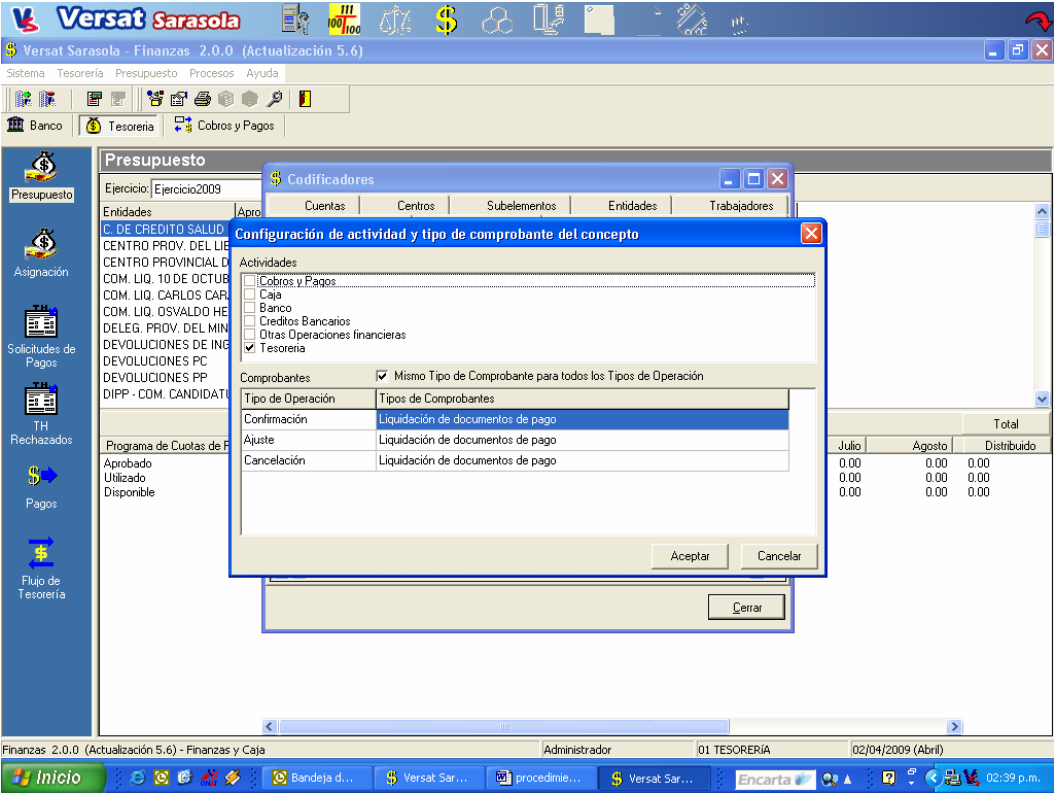 Versat Sarasola
Versat Sarasola - Finanzas 2.0.0 (Actualización 5.6)
Sistema Tesorería Presupuesto Procesos Ayuda
Banco Tesoreria Cobros y Pagos
Presupuesto
Asignación
Solicitudes de
Pagos
TH
Rechazados
Pagos
Flujo de
Tesorería
Presupuesto
Ejercicio: Ejercicio2009
Entidades Apro
C. DE CREDITO SALUD
CENTRO PROV. DEL LIE
CENTRO PROVINCIAL D
COM. LIQ. 10 DE OCTUB
COM. LIQ. CARLOS CAR
COM. LIQ. OSVALDO HE
DELEG. PROV. DEL MIN
DEVOLUCIONES DE ING
DEVOLUCIONES PC
DEVOLUCIONES PP
DIPP - COM. CANDIDATU
Codificadores
Cuentas Centros Subelementos Entidades Trabajadores
Configuración de actividad y tipo de comprobante del concepto
Actividades
Cobros y Pagos
Caja
Banco
Creditos Bancarios
Otras Operaciones financieras
Tesoreria
Comprobantes Mismo Tipo de Comprobante para todos los Tipos de Operación
Tipo de Operación Tipos de Comprobantes
Confirmación Liquidación de documentos de pago
Ajuste Liquidación de documentos de pago
Cancelación Liquidación de documentos de pago
Aceptar Cancelar
Cerrar
Total
Programa de Cuotas de P Julio Agosto Distribuido
Aprobado 0.00 0.00 0.00
Utilizado 0.00 0.00 0.00
Disponible 0.00 0.00 0.00
Finanzas 2.0.0 (Actualización 5.6) - Finanzas y Caja Administrador 01 TESORERíA 02/04/2009 (Abril)
Inicio Bandeja d... Versat Sar... procedimie... Versat Sar... Encarta 02:39 p.m.